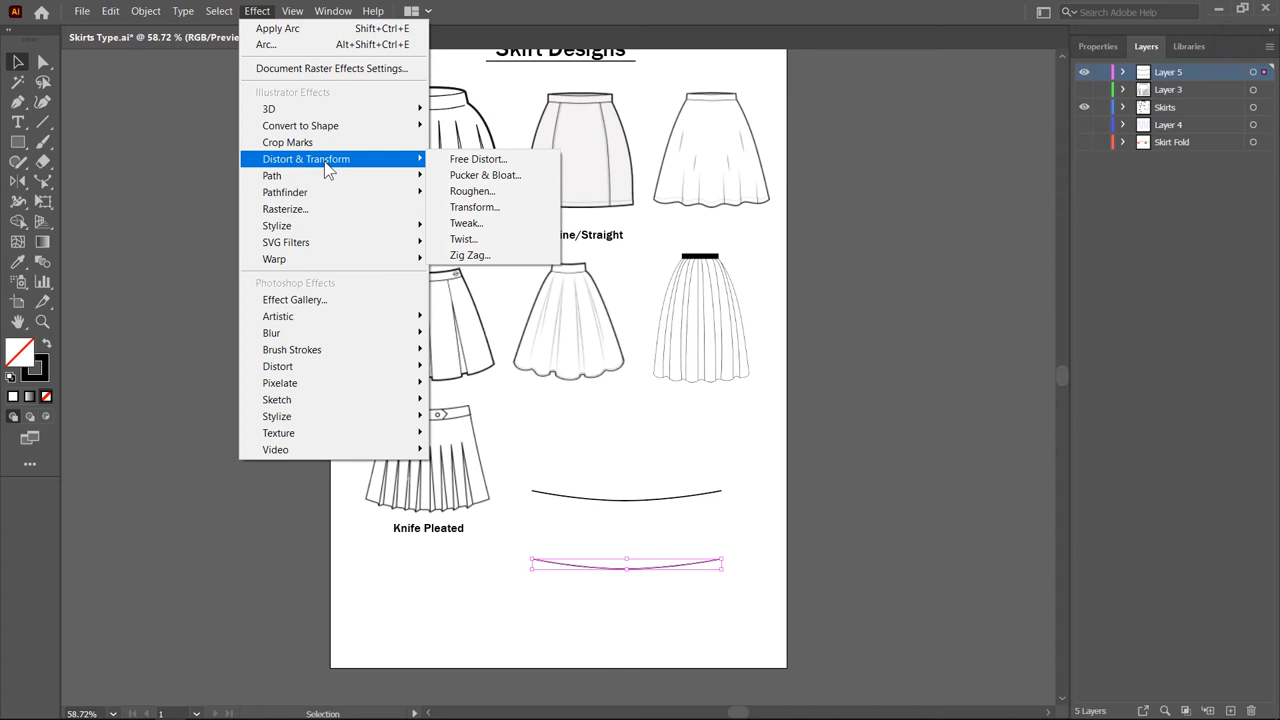 Ai File Edit Object Type Select Effect View Window Help
Adobe Help
Skirts Type.ai* @ 58.72 % (RGB/Preview
Apply Arc Shift+Ctrl+E
Arc... Alt+Shift+Ctrl+E
Document Raster Effects Settings...
Illustrator Effects
3D
Convert to Shape
Crop Marks
Distort & Transform
Path
Pathfinder
Rasterize...
Stylize
SVG Filters
Warp
Photoshop Effects
Effect Gallery...
Artistic
Blur
Brush Strokes
Distort
Pixelate
Sketch
Stylize
Texture
Video
Free Distort...
Pucker & Bloat...
Roughen...
Transform...
Tweak...
Twist...
Zig Zag...
Skirt Designs
ine/Straight
Knife Pleated
Properties Layers Libraries
Layer 5
Layer 3
Skirts
Layer 4
Skirt Fold
58.72% 1 Selection
5 Layers